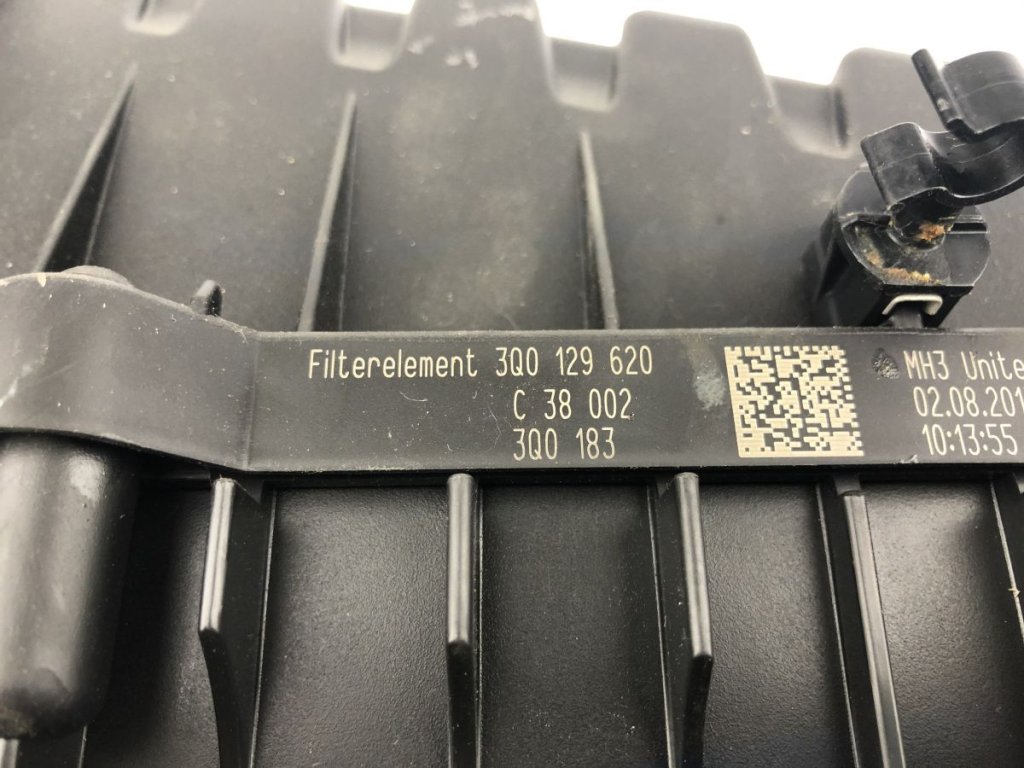 Filterelement 3Q0 129 620
C 38 002
3Q0 183
MH3 Unite
02.08.201
10:13:55